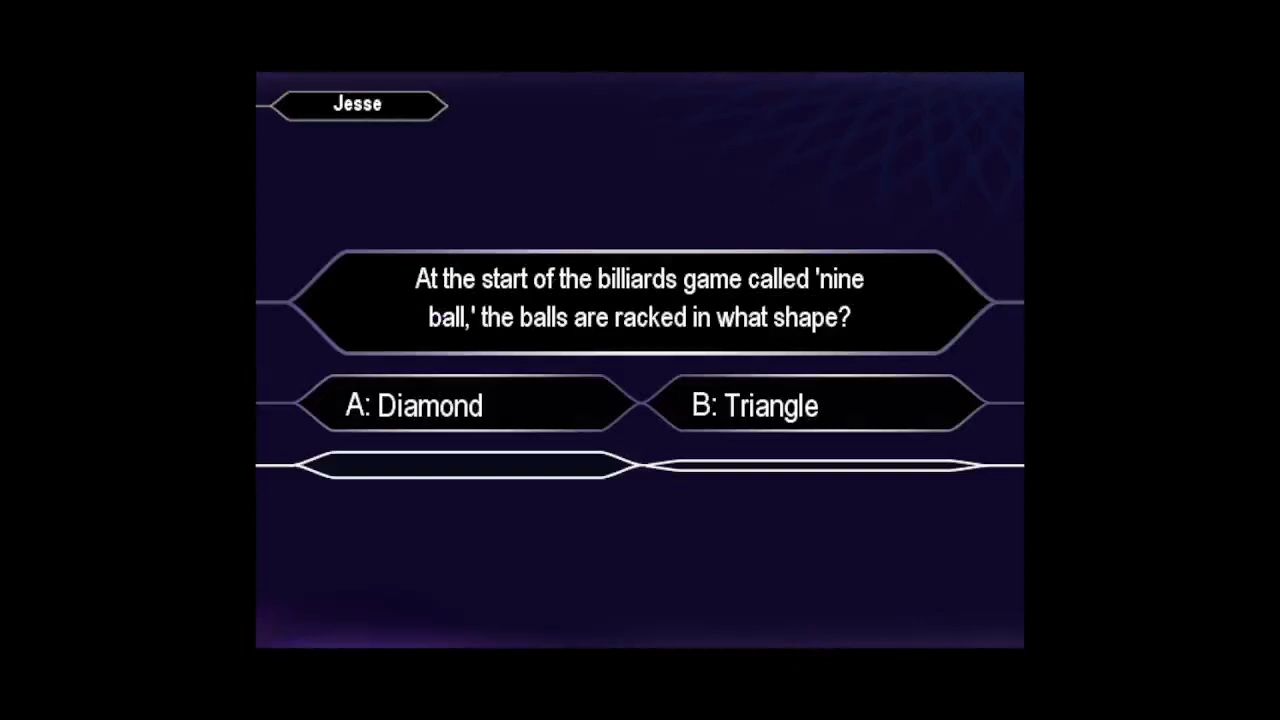 Jesse
At the start of the billiards game called 'nine
ball,' the balls are racked in what shape?
A: Diamond
B: Triangle